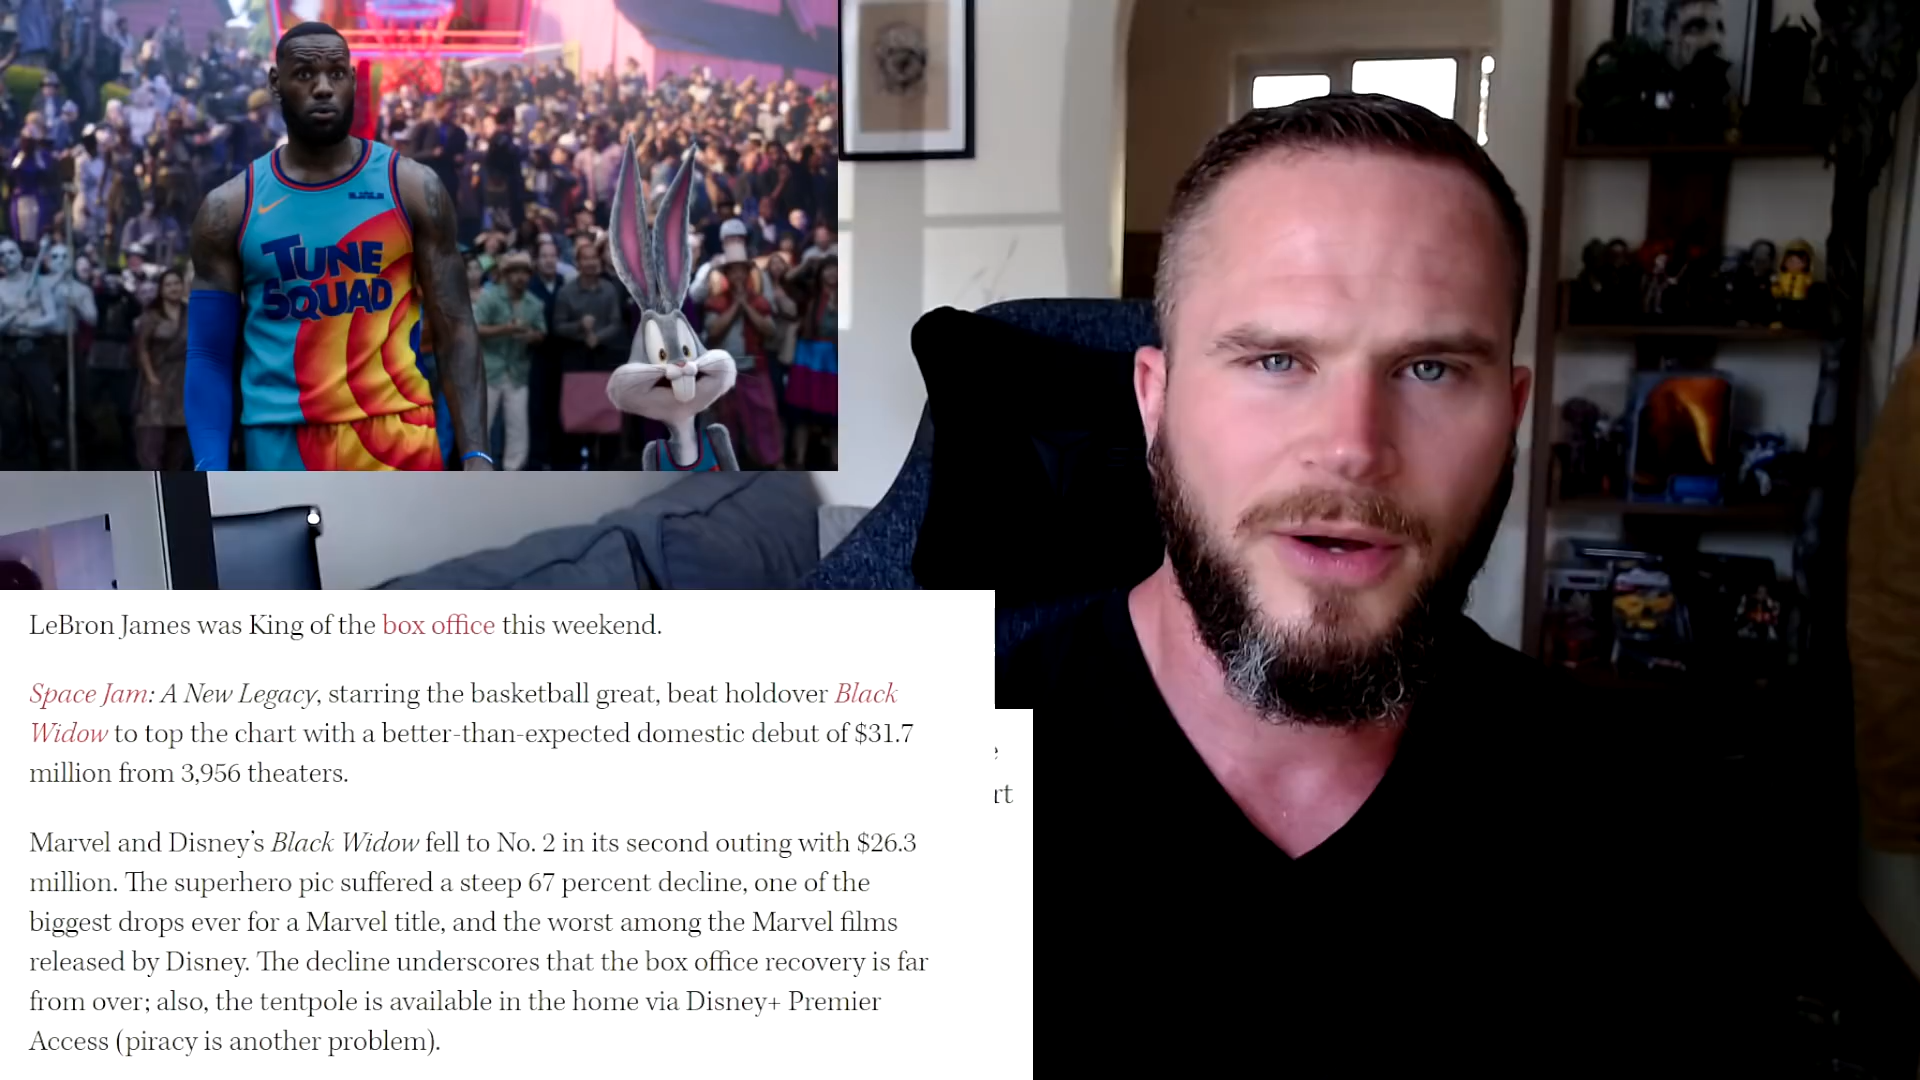 TUNE
SQUAD
LeBron James was King of the box office this weekend.
Space Jam: A New Legacy, starring the basketball great, beat holdover Black
Widow to top the chart with a better-than-expected domestic debut of $31.7
million from 3,956 theaters.
Marvel and Disney's Black Widow fell to No. 2 in its second outing with $26.3
million. The superhero pic suffered a steep 67 percent decline, one of the
biggest drops ever for a Marvel title, and the worst among the Marvel films
released by Disney. The decline underscores that the box office recovery is far
from over; also, the tentpole is available in the home via Disney+ Premier
Access (piracy is another problem).
rt